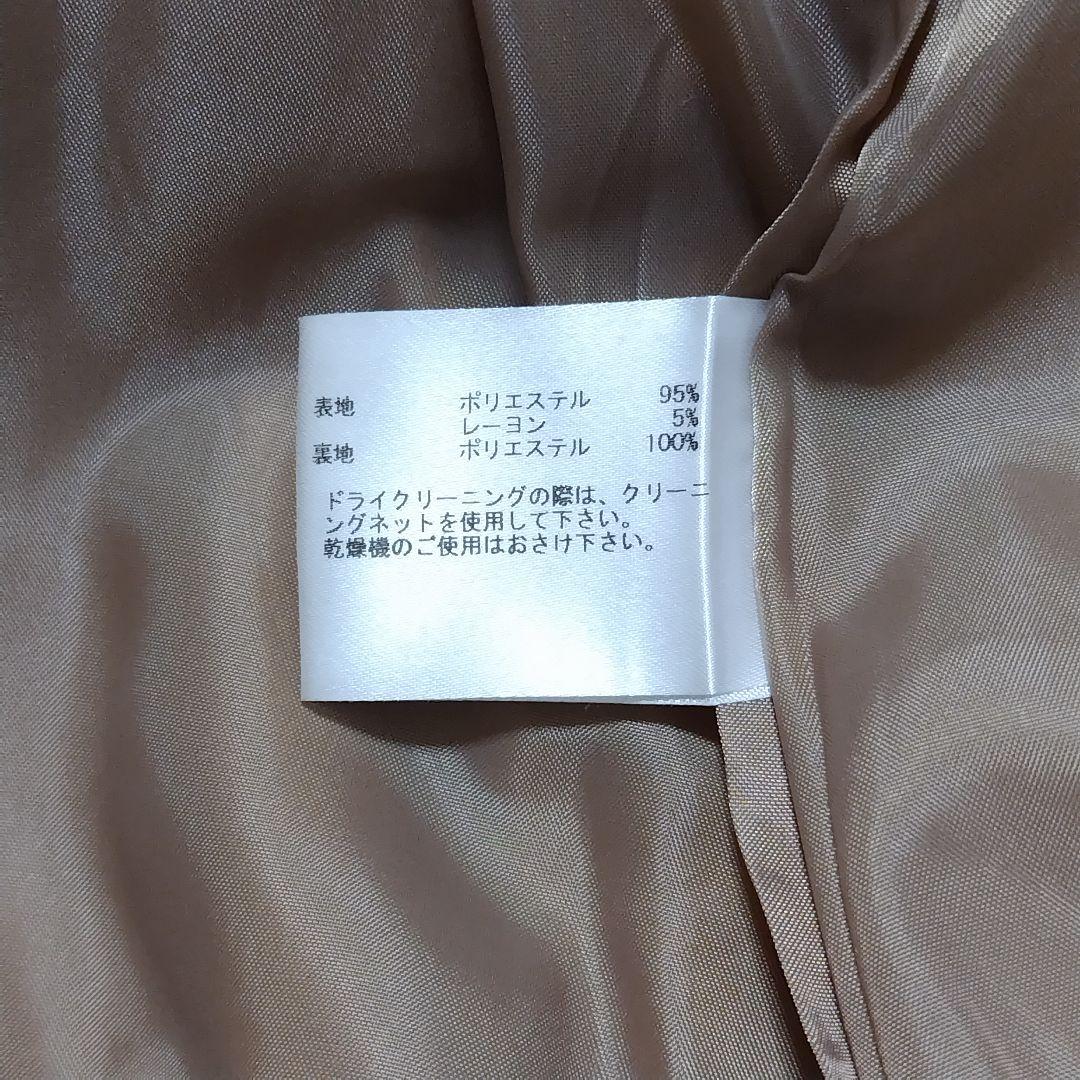 表地 ポリエステル 95%
レーヨン 5%
裏地 ポリエステル 100%
ドライクリーニングの際は、クリーニ
ングネットを使用して下さい。
乾燥機のご使用はおさけ下さい。